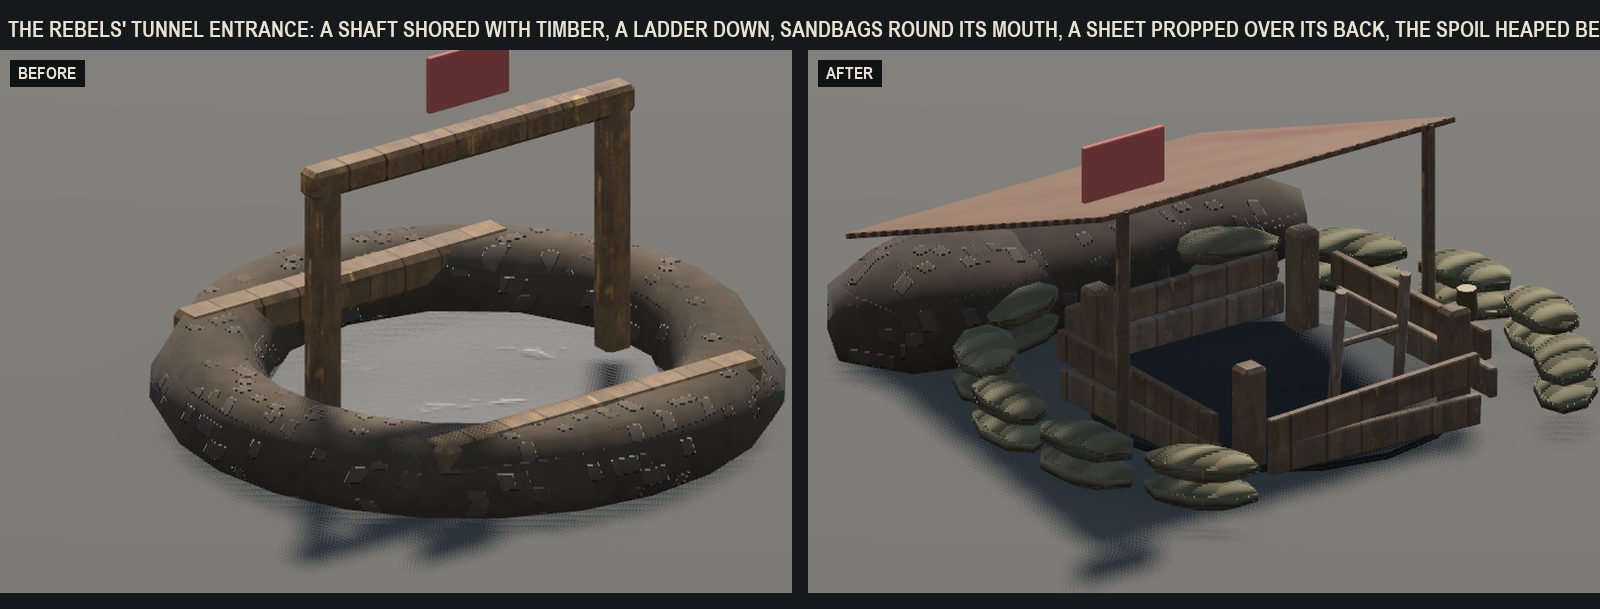 THE REBELS' TUNNEL ENTRANCE: A SHAFT SHORED WITH TIMBER, A LADDER DOWN, SANDBAGS ROUND ITS MOUTH, A SHEET PROPPED OVER ITS BACK, THE SPOIL HEAPED BE
BEFORE
AFTER